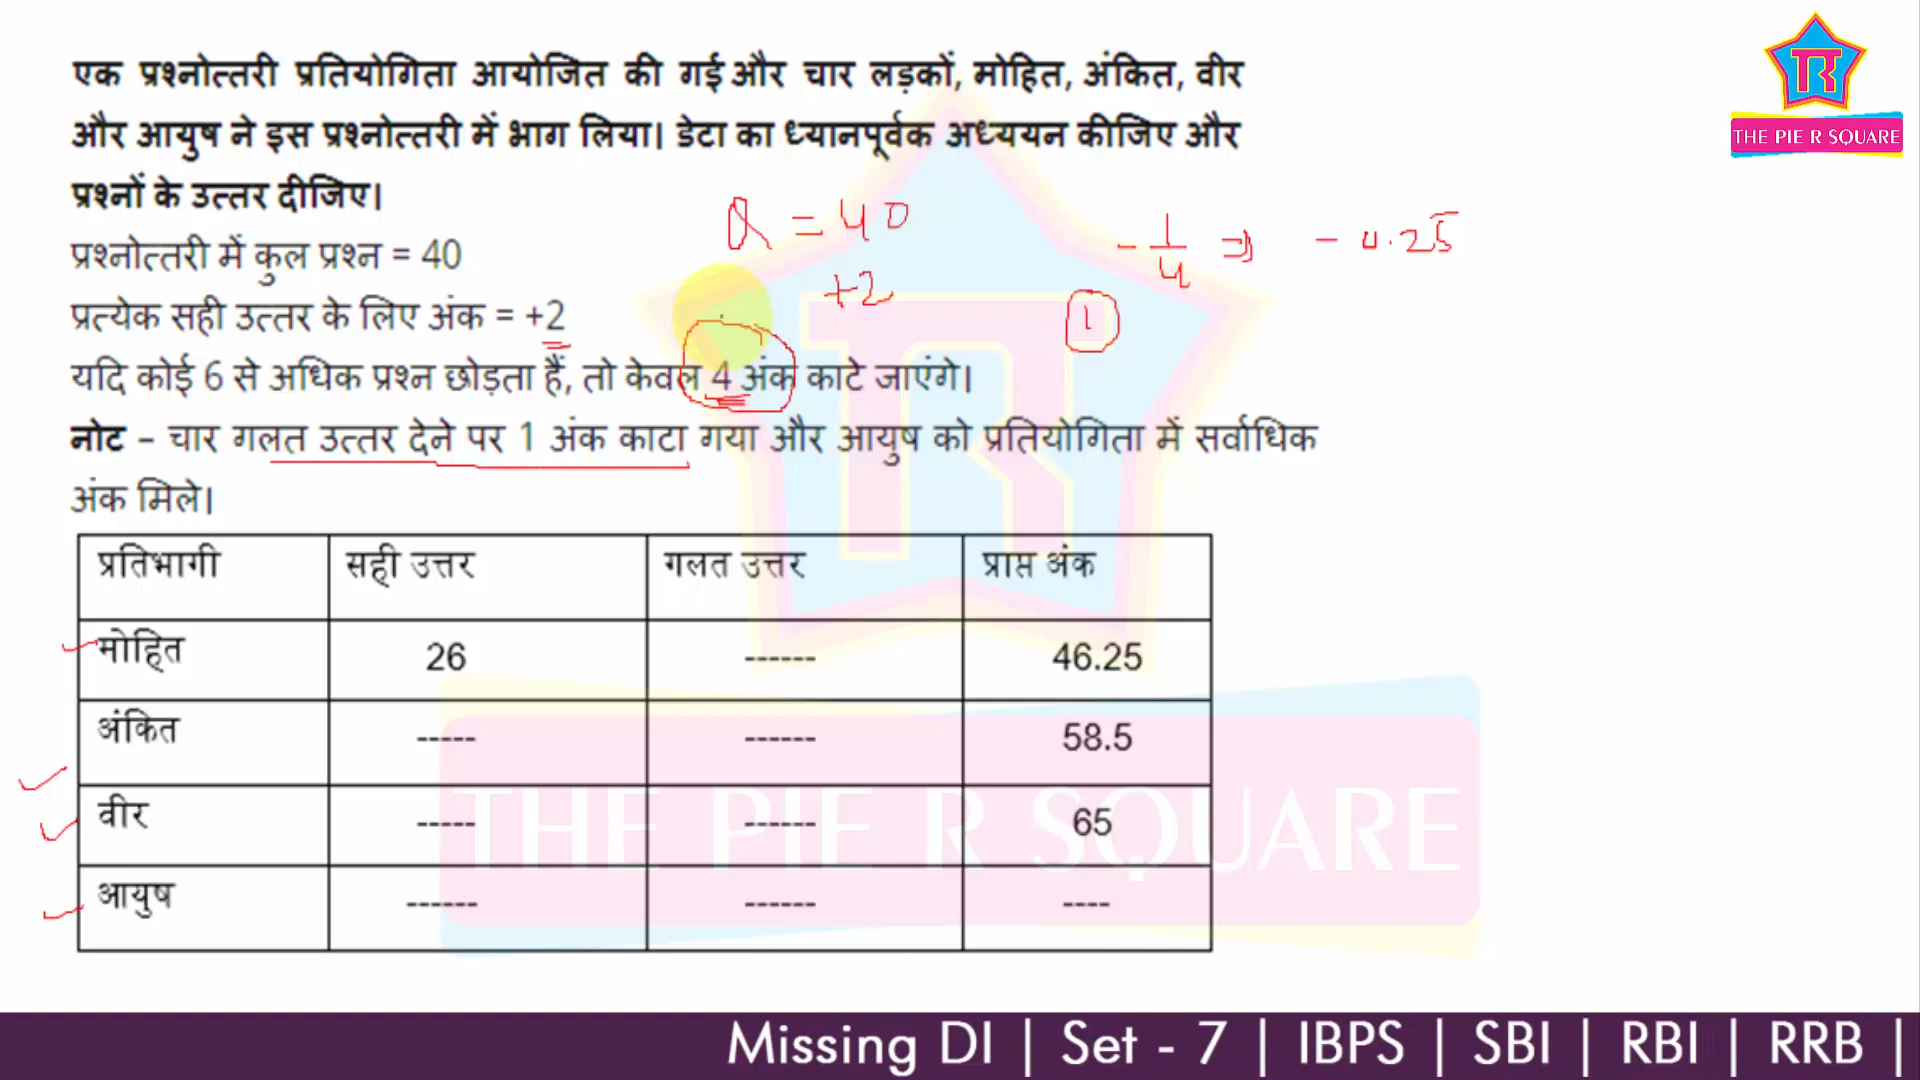 THE PIE R SQUARE
एक प्रश्नोत्तरी प्रतियोगिता आयोजित की गई और चार लड़कों, मोहित, अंकित, वीर
और आयुष ने इस प्रश्नोत्तरी में भाग लिया। डेटा का ध्यानपूर्वक अध्ययन कीजिए और
प्रश्नों के उत्तर दीजिए।
Q = 40
- 1/4 ⇒ - 0.25
प्रश्नोत्तरी में कुल प्रश्न = 40
+2
1
प्रत्येक सही उत्तर के लिए अंक = +2
यदि कोई 6 से अधिक प्रश्न छोड़ता हैं, तो केवल 4 अंक काटे जाएंगे।
नोट – चार गलत उत्तर देने पर 1 अंक काटा गया और आयुष को प्रतियोगिता में सर्वाधिक
अंक मिले।
प्रतिभागी सही उत्तर गलत उत्तर प्राप्त अंक
मोहित 26 ------ 46.25
अंकित ----- ------ 58.5
वीर ----- ------ 65
आयुष ------ ------ ----
THE PIE R SQUARE
Missing DI | Set - 7 | IBPS | SBI | RBI | RRB |